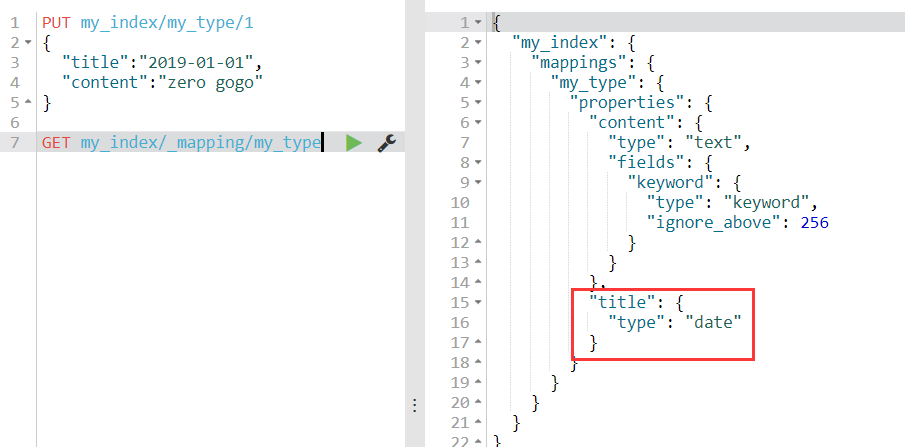 1 PUT my_index/my_type/1
2 {
3   "title":"2019-01-01",
4   "content":"zero gogo"
5 }
7 GET my_index/_mapping/my_type
1 {
2   "my_index": {
3     "mappings": {
4       "my_type": {
5         "properties": {
6           "content": {
7             "type": "text",
8             "fields": {
9               "keyword": {
10                "type": "keyword",
11                "ignore_above": 256
12              }
13            }
14          },
15          "title": {
16            "type": "date"
17          }
18        }
19      }
20    }
21  }
22 }